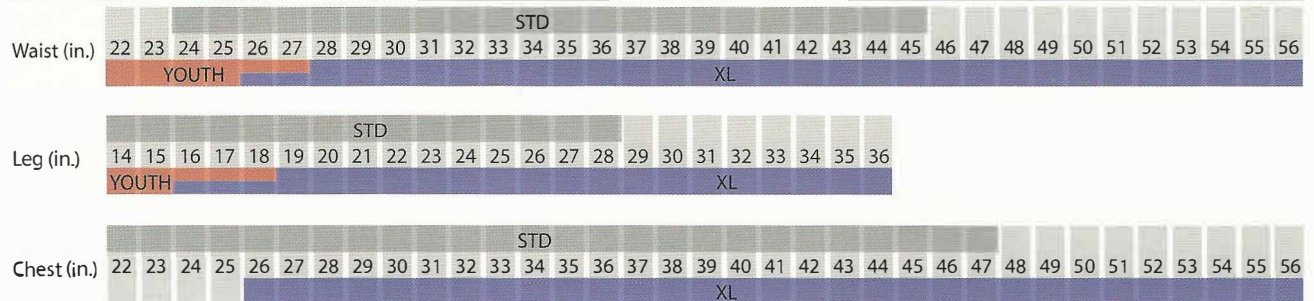 STD
Waist (in.) 22 23 24 25 26 27 28 29 30 31 32 33 34 35 36 37 38 39 40 41 42 43 44 45 46 47 48 49 50 51 52 53 54 55 56
YOUTH XL
STD
Leg (in.) 14 15 16 17 18 19 20 21 22 23 24 25 26 27 28 29 30 31 32 33 34 35 36
YOUTH XL
STD
Chest (in.) 22 23 24 25 26 27 28 29 30 31 32 33 34 35 36 37 38 39 40 41 42 43 44 45 46 47 48 49 50 51 52 53 54 55 56
XL